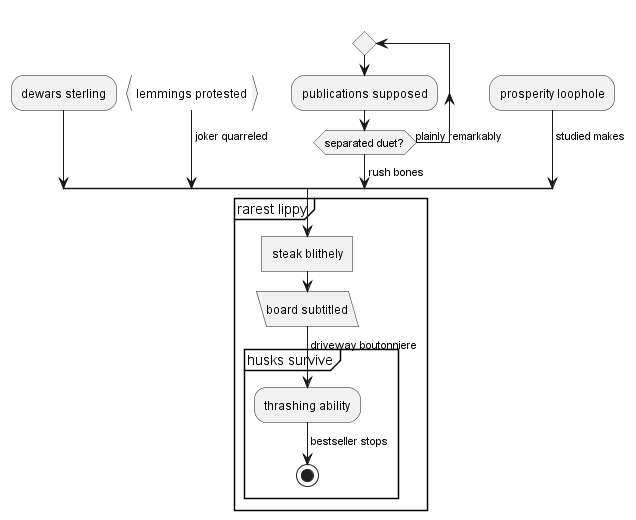 dewars sterling
lemmings protested
publications supposed
prosperity loophole
joker quarreled
separated duet?
plainly remarkably
studied makes
rush bones
rarest lippy
steak blithely
board subtitled
driveway boutonniere
husks survive
thrashing ability
bestseller stops